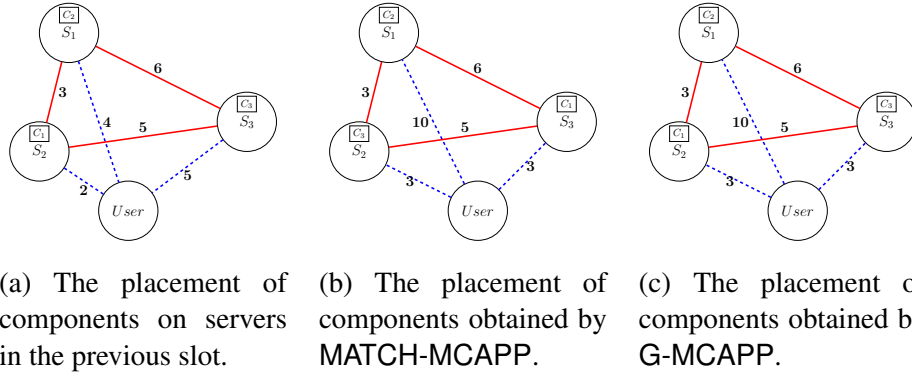 C2
S1
6
3
4
C1
S2
5
C3
S3
2
5
User
C2
S1
6
3
10
C3
S2
5
C1
S3
3
3
User
C2
S1
6
3
10
C1
S2
5
C3
S3
3
3
User
(a) The placement of
components on servers
in the previous slot.
(b) The placement of
components obtained by
MATCH-MCAPP.
(c) The placement o
components obtained b
G-MCAPP.